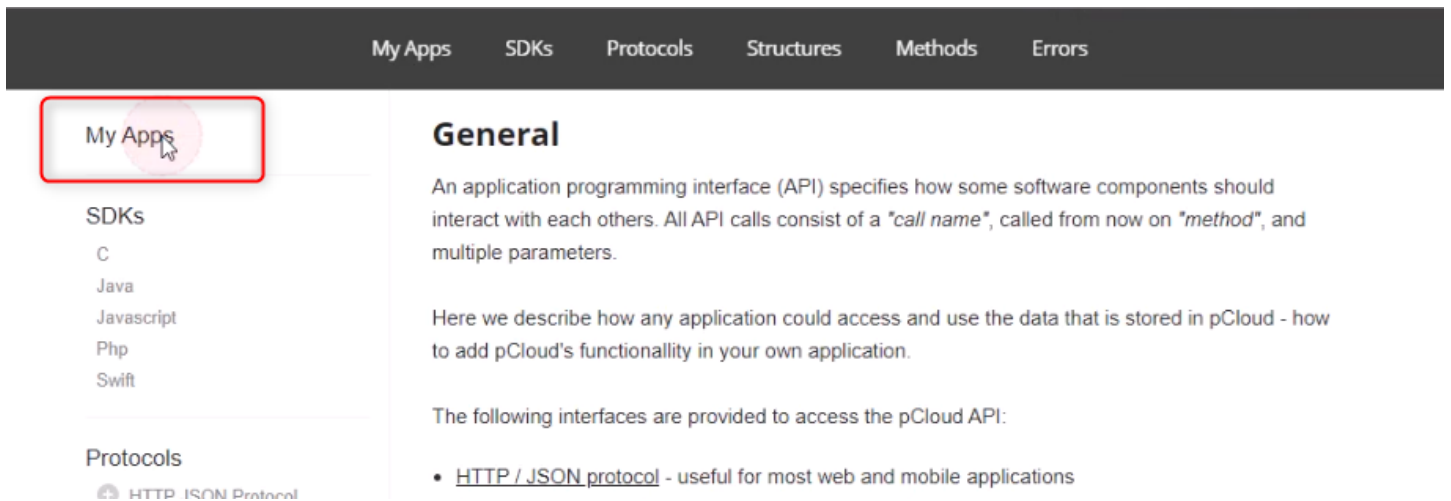 My Apps SDKs Protocols Structures Methods Errors
My Apps
SDKs
C
Java
Javascript
Php
Swift
Protocols
HTTP JSON Protocol
General
An application programming interface (API) specifies how some software components should
interact with each others. All API calls consist of a "call name", called from now on "method", and
multiple parameters.
Here we describe how any application could access and use the data that is stored in pCloud - how
to add pCloud's functionallity in your own application.
The following interfaces are provided to access the pCloud API:
• HTTP / JSON protocol - useful for most web and mobile applications